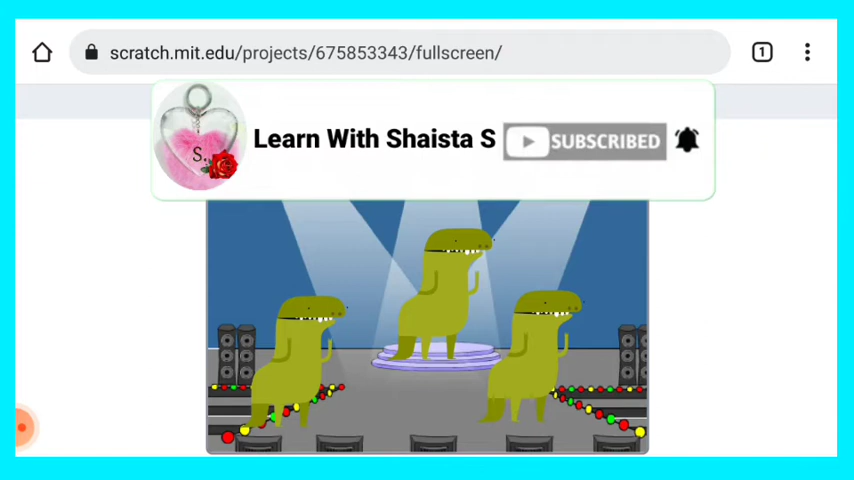 scratch.mit.edu/projects/675853343/fullscreen/
1
S.
Learn With Shaista S
SUBSCRIBED